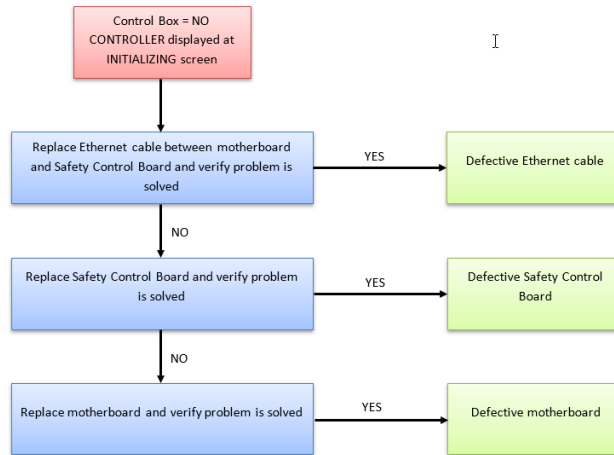 Control Box = NO
CONTROLLER displayed at
INITIALIZING screen
Replace Ethernet cable between motherboard
and Safety Control Board and verify problem is
solved
YES
Defective Ethernet cable
NO
Replace Safety Control Board and verify problem
is solved
YES
Defective Safety Control
Board
NO
Replace motherboard and verify problem is solved
YES
Defective motherboard